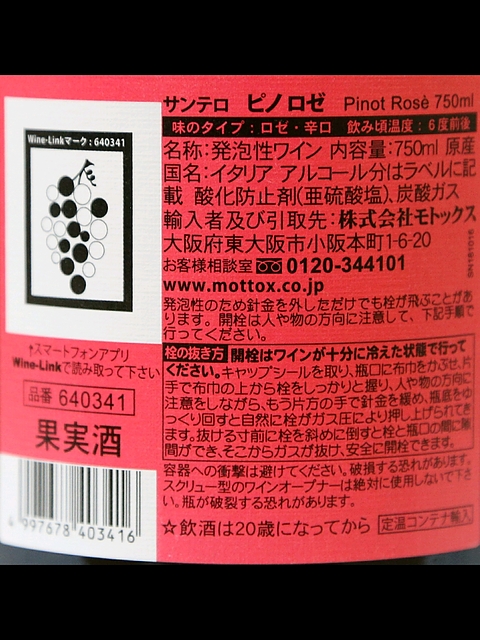 サンテロ ピノ ロゼ Pinot Rosè 750ml
味のタイプ：ロゼ・辛口 飲み頃温度：6度前後
名称：発泡性ワイン 内容量：750ml 原産
国名：イタリア アルコール分はラベルに記
載 酸化防止剤(亜硫酸塩)、炭酸ガス
輸入者及び引取先：株式会社モトックス
大阪府東大阪市小阪本町1-6-20
お客様相談室 0120-344101
www.mottox.co.jp
発泡性のため針金を外しただけでも栓が飛ぶことがあ
ります。開栓は人や物の方向に注意して、下記手順で
行ってください。
栓の抜き方 開栓はワインが十分に冷えた状態で行って
ください。キャップシールを取り、瓶口に布巾をかぶせ、片
手で布巾の上から栓をしっかりと握り、人や物の方向に
注意をしながら、もう片方の手で針金を緩め、瓶底をゆ
っくり回すと自然に栓がガス圧により押し上げられてき
ます。抜ける寸前に栓を斜めに倒すと栓と瓶口の間に隙
間ができ、そこからガスが抜け、安全に開栓できます。
容器への衝撃は避けてください。破損する恐れがあります。
スクリュー型のワインオープナーは絶対に使用しないで下さ
い。瓶が破裂する恐れがあります。
☆飲酒は20歳になってから 定温コンテナ輸入
SN181016
Wine-Linkマーク：640341
↑スマートフォンアプリ
Wine-Linkで読み取って下さい
品番 640341
果実酒
4 997678 403416